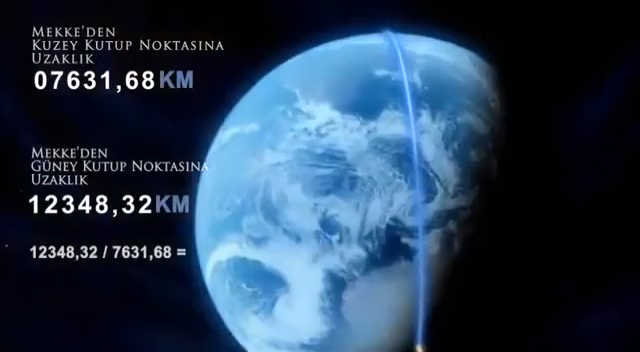 MEKKE'DEN
KUZEY KUTUP NOKTASINA
UZAKLIK
07631,68 KM
MEKKE'DEN
GÜNEY KUTUP NOKTASINA
UZAKLIK
12348,32 KM
12348,32 / 7631,68 =